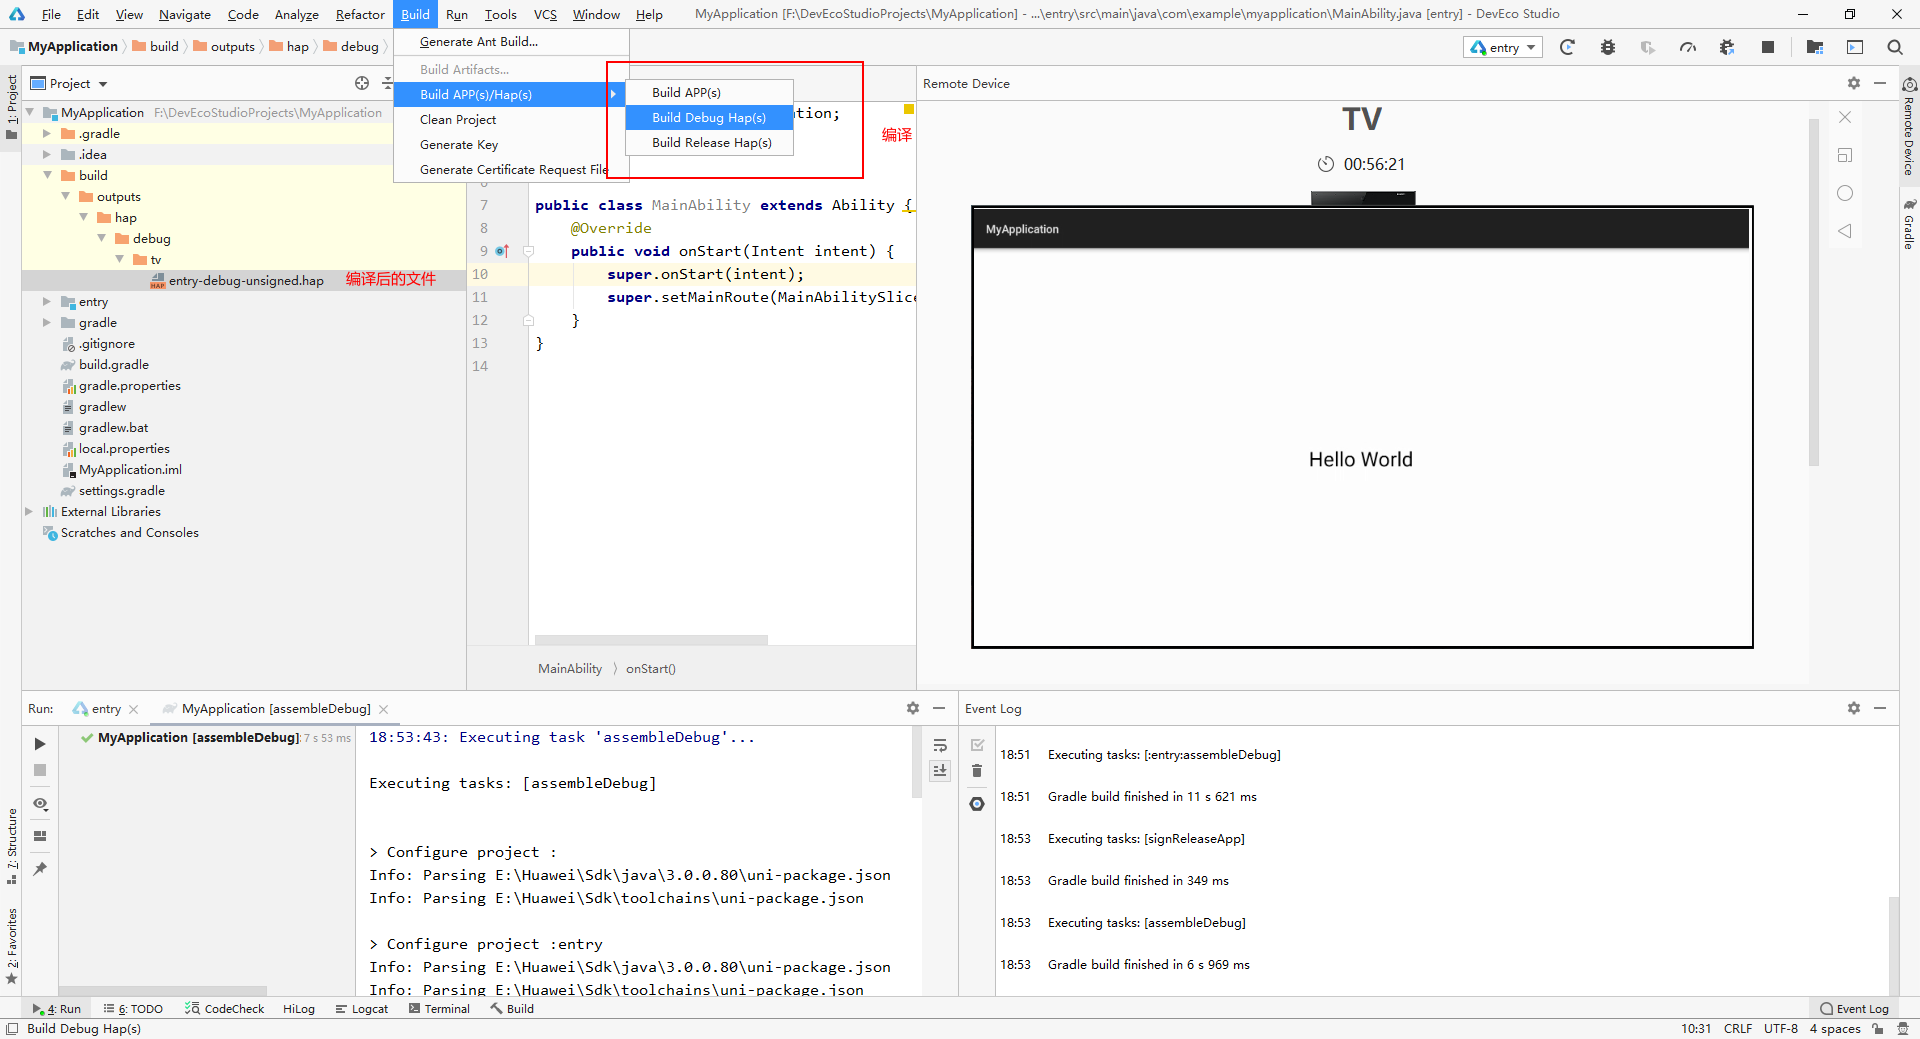 File Edit View Navigate Code Analyze Refactor Build Run Tools VCS Window Help MyApplication [F:\DevEcoStudioProjects\MyApplication] - ...\entry\src\main\java\com\example\myapplication\MainAbility.java [entry] - DevEco Studio
MyApplication build outputs hap debug
entry
Generate Ant Build...
Build Artifacts...
Build APP(s)/Hap(s)
Clean Project
Generate Key
Generate Certificate Request File
Build APP(s)
Build Debug Hap(s)
Build Release Hap(s)
编译
1: Project
7: Structure
2: Favorites
Project
MyApplication F:\DevEcoStudioProjects\MyApplication
.gradle
.idea
build
outputs
hap
debug
tv
entry-debug-unsigned.hap 编译后的文件
entry
gradle
.gitignore
build.gradle
gradle.properties
gradlew
gradlew.bat
local.properties
MyApplication.iml
settings.gradle
External Libraries
Scratches and Consoles
tion;
7 public class MainAbility extends Ability {
8 @Override
9 public void onStart(Intent intent) {
10 super.onStart(intent);
11 super.setMainRoute(MainAbilitySlice
12 }
13 }
14
MainAbility onStart()
Remote Device
TV
00:56:21
MyApplication
Hello World
Remote Device
Gradle
Run: entry MyApplication [assembleDebug]
MyApplication [assembleDebug]: 7 s 53 ms
18:53:43: Executing task 'assembleDebug'...
Executing tasks: [assembleDebug]
> Configure project :
Info: Parsing E:\Huawei\Sdk\java\3.0.0.80\uni-package.json
Info: Parsing E:\Huawei\Sdk\toolchains\uni-package.json
> Configure project :entry
Info: Parsing E:\Huawei\Sdk\java\3.0.0.80\uni-package.json
Info: Parsing E:\Huawei\Sdk\toolchains\uni-package.json
Event Log
18:51 Executing tasks: [:entry:assembleDebug]
18:51 Gradle build finished in 11 s 621 ms
18:53 Executing tasks: [signReleaseApp]
18:53 Gradle build finished in 349 ms
18:53 Executing tasks: [assembleDebug]
18:53 Gradle build finished in 6 s 969 ms
4: Run 6: TODO CodeCheck HiLog Logcat Terminal Build Event Log
Build Debug Hap(s) 10:31 CRLF UTF-8 4 spaces